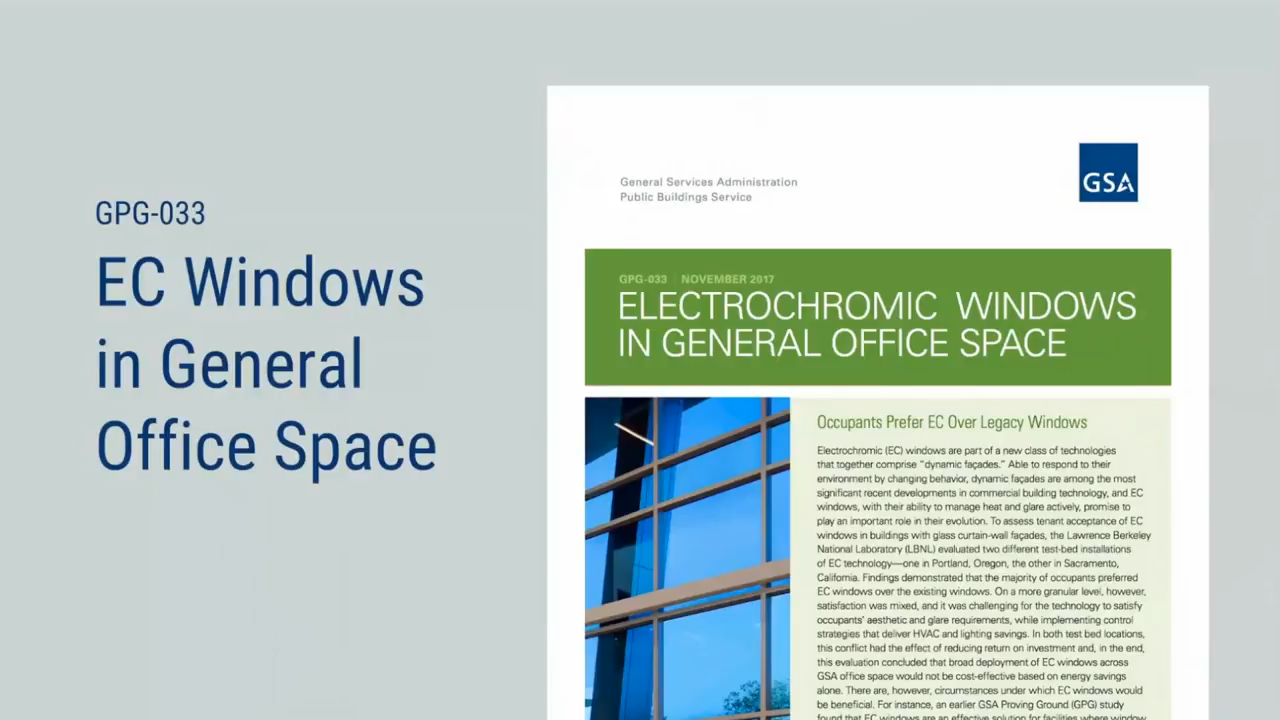 GPG-033
EC Windows
in General
Office Space
General Services Administration
Public Buildings Service
GSA
GPG-033 | NOVEMBER 2017
ELECTROCHROMIC WINDOWS
IN GENERAL OFFICE SPACE
Occupants Prefer EC Over Legacy Windows
Electrochromic (EC) windows are part of a new class of technologies
that together comprise “dynamic façades.” Able to respond to their
environment by changing behavior, dynamic façades are among the most
significant recent developments in commercial building technology, and EC
windows, with their ability to manage heat and glare actively, promise to
play an important role in their evolution. To assess tenant acceptance of EC
windows in buildings with glass curtain-wall façades, the Lawrence Berkeley
National Laboratory (LBNL) evaluated two different test-bed installations
of EC technology—one in Portland, Oregon, the other in Sacramento,
California. Findings demonstrated that the majority of occupants preferred
EC windows over the existing windows. On a more granular level, however,
satisfaction was mixed, and it was challenging for the technology to satisfy
occupants’ aesthetic and glare requirements, while implementing control
strategies that deliver HVAC and lighting savings. In both test bed locations,
this conflict had the effect of reducing return on investment and, in the end,
this evaluation concluded that broad deployment of EC windows across
GSA office space would not be cost-effective based on energy savings
alone. There are, however, circumstances under which EC windows would
be beneficial. For instance, an earlier GSA Proving Ground (GPG) study
found that EC windows are an effective solution for facilities where window